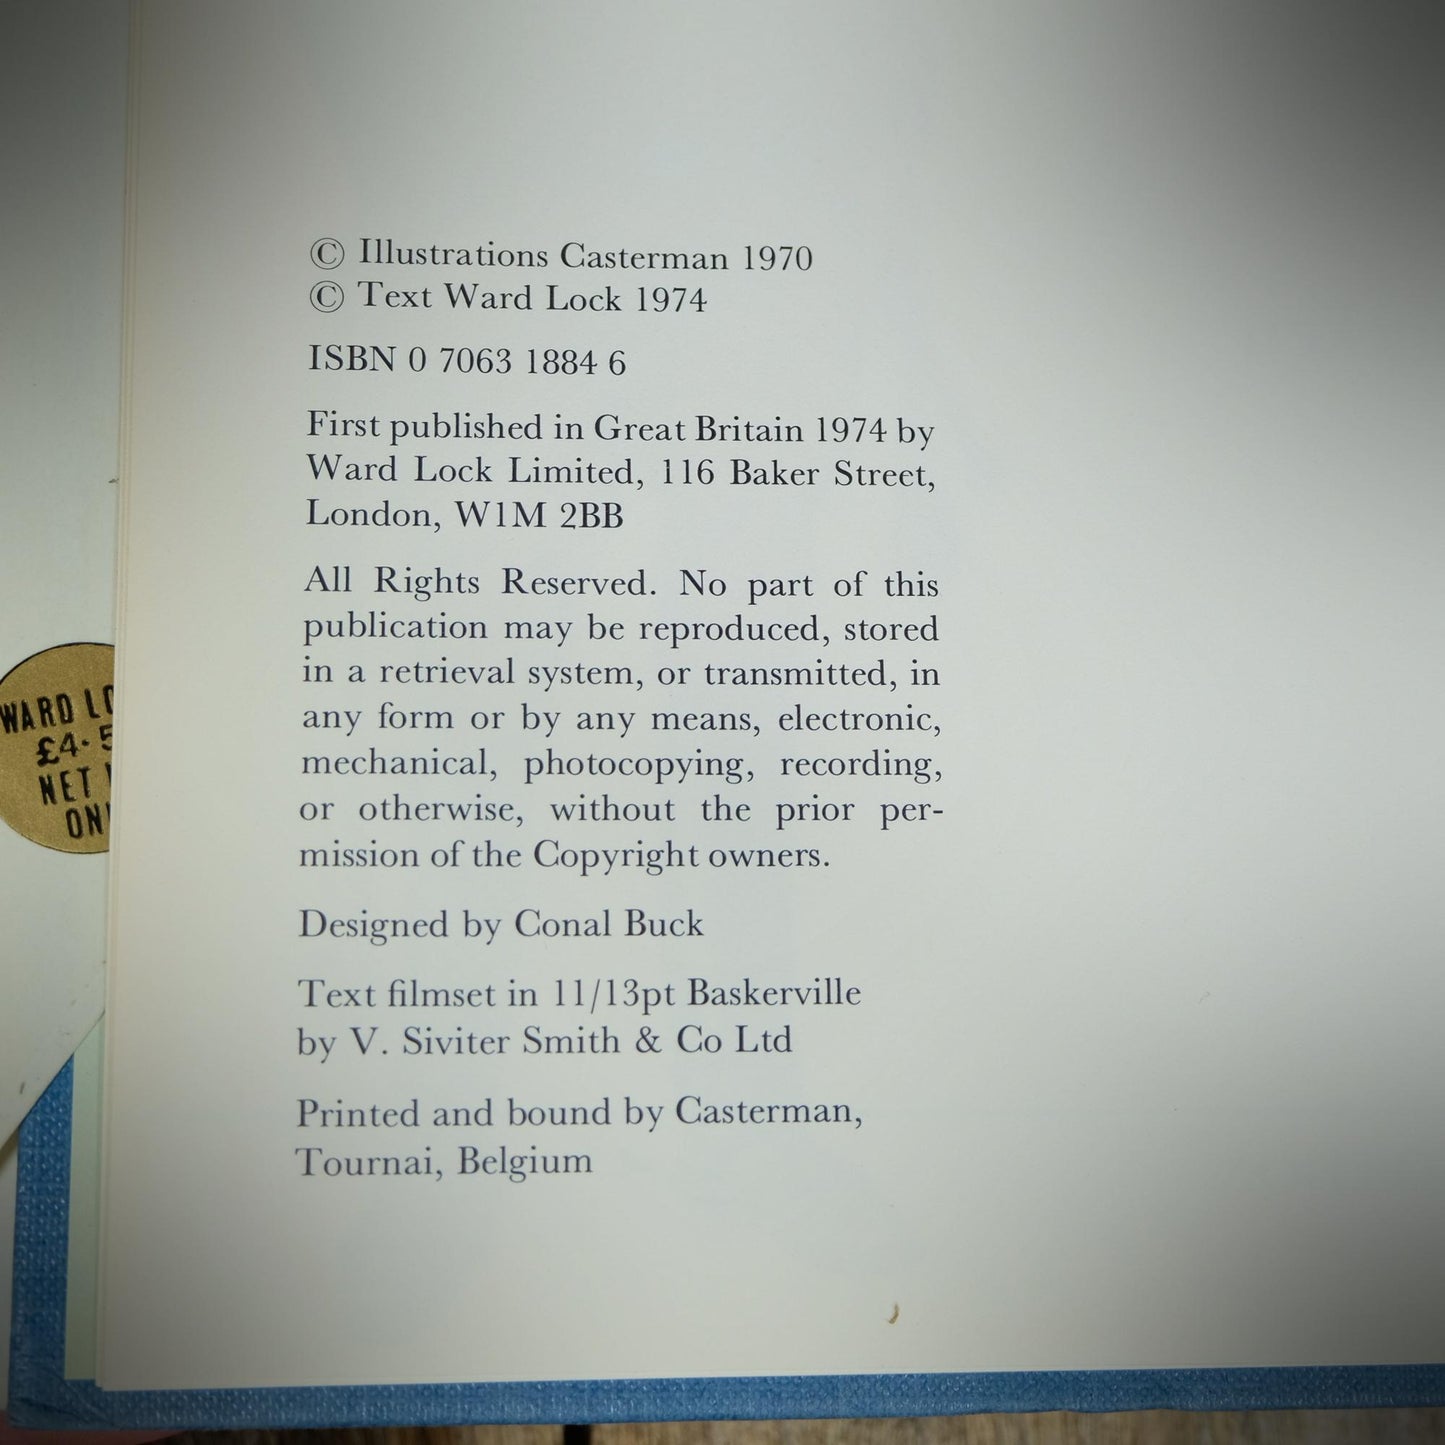 © Illustrations Casterman 1970
© Text Ward Lock 1974
ISBN 0 7063 1884 6
First published in Great Britain 1974 by
Ward Lock Limited, 116 Baker Street,
London, W1M 2BB
All Rights Reserved. No part of this
publication may be reproduced, stored
in a retrieval system, or transmitted, in
any form or by any means, electronic,
mechanical, photocopying, recording,
or otherwise, without the prior per-
mission of the Copyright owners.
Designed by Conal Buck
Text filmset in 11/13pt Baskerville
by V. Siviter Smith & Co Ltd
Printed and bound by Casterman,
Tournai, Belgium
WARD
NET